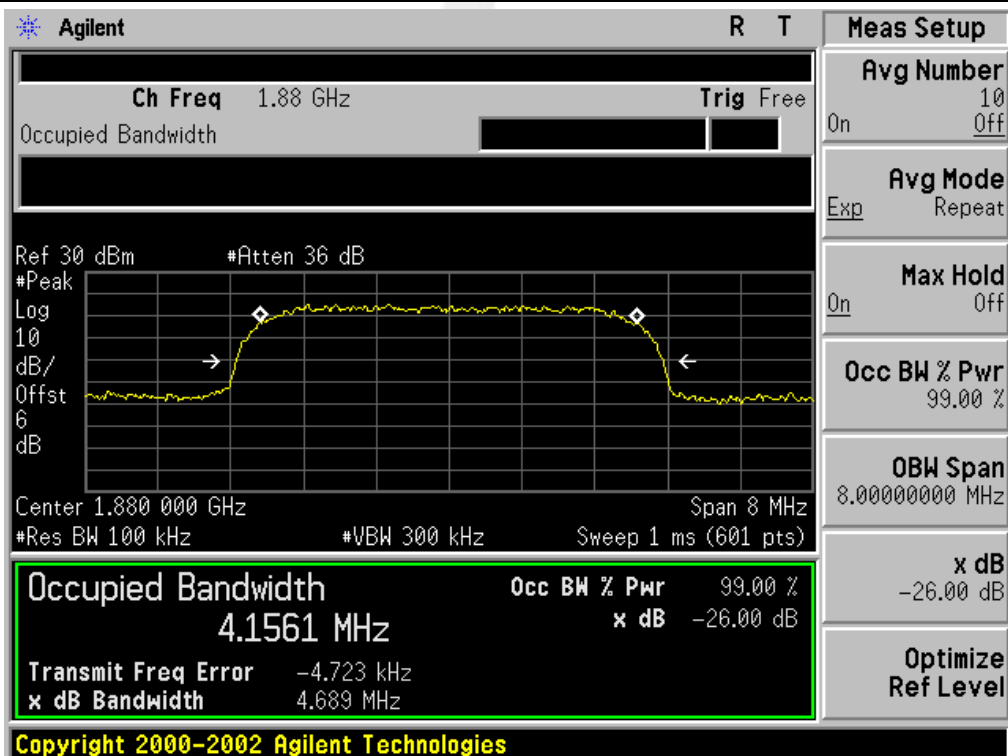 Agilent R T
Ch Freq 1.88 GHz Trig Free
Occupied Bandwidth
Ref 30 dBm #Atten 36 dB
#Peak
Log
10
dB/
Offst
6
dB
Center 1.880 000 GHz Span 8 MHz
#Res BW 100 kHz #VBW 300 kHz Sweep 1 ms (601 pts)
Occupied Bandwidth Occ BW % Pwr 99.00 %
4.1561 MHz x dB -26.00 dB
Transmit Freq Error -4.723 kHz
x dB Bandwidth 4.689 MHz
Copyright 2000-2002 Agilent Technologies
Meas Setup
Avg Number
10
On Off
Avg Mode
Exp Repeat
Max Hold
On Off
Occ BW % Pwr
99.00 %
OBW Span
8.00000000 MHz
x dB
-26.00 dB
Optimize
Ref Level